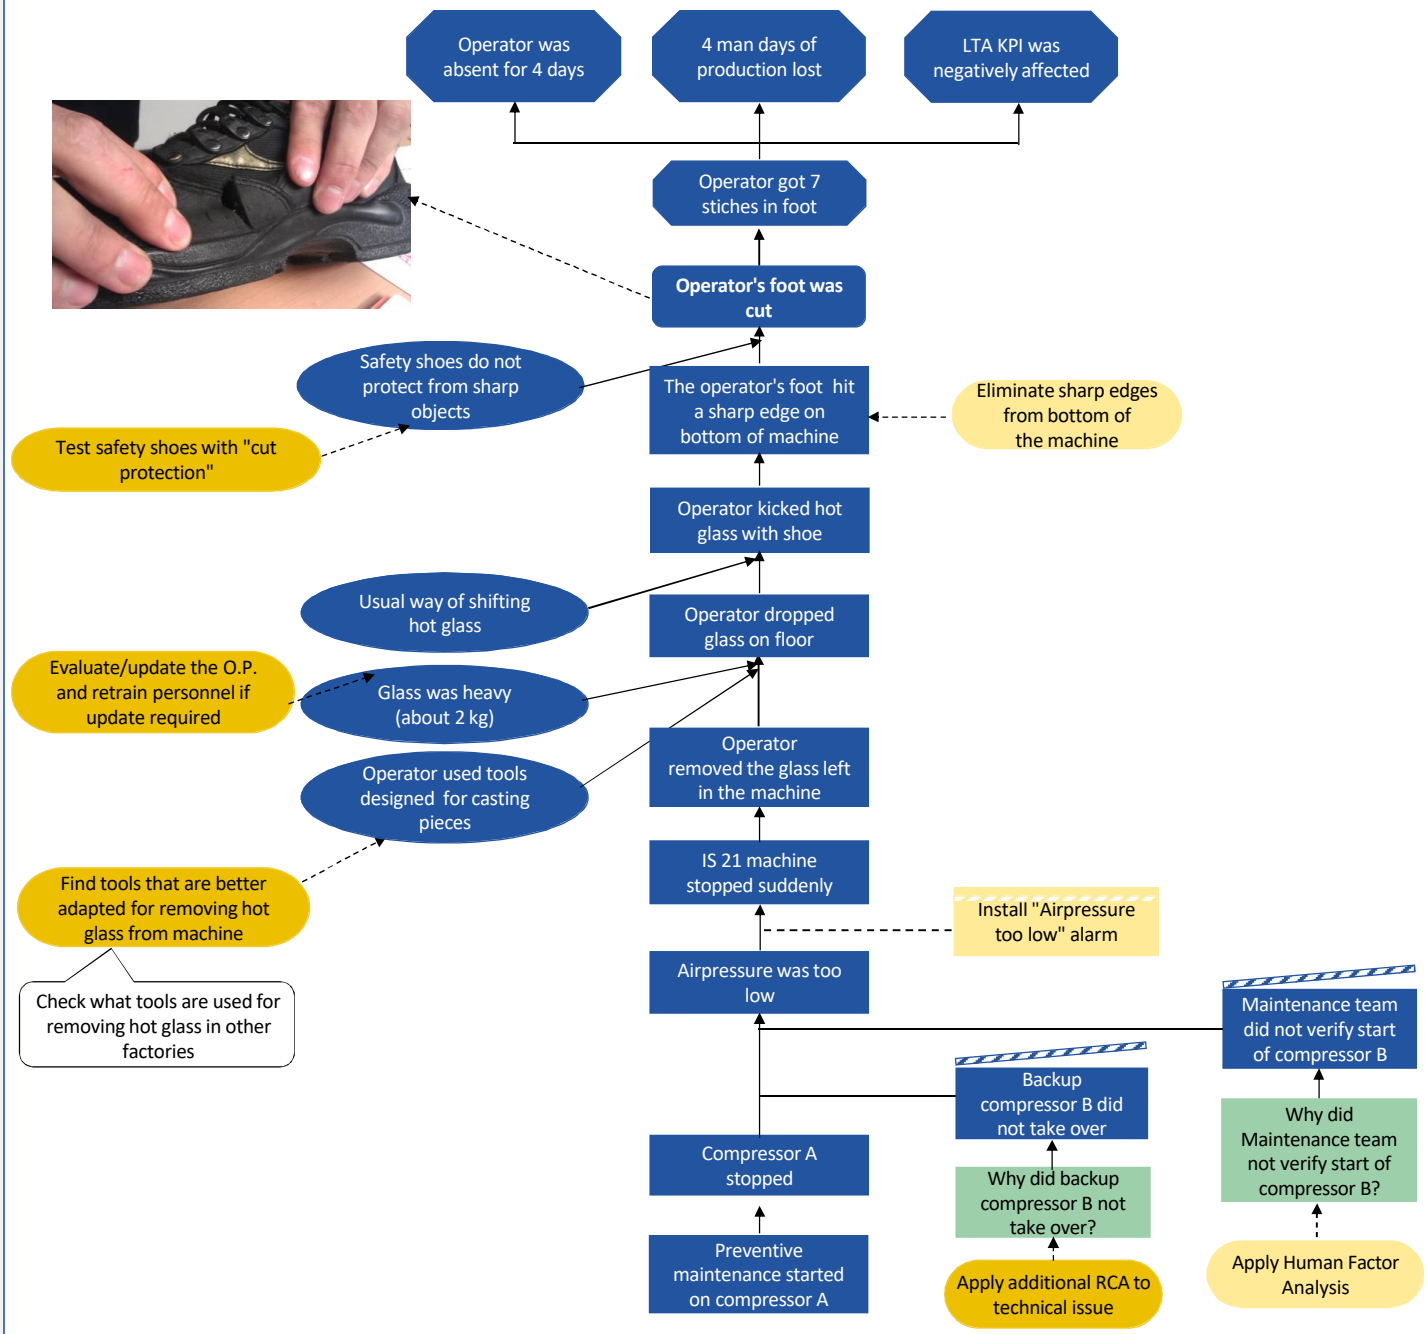 Operator was
absent for 4 days
4 man days of
production lost
LTA KPI was
negatively affected
Operator got 7
stiches in foot
Operator's foot was
cut
Safety shoes do not
protect from sharp
objects
The operator's foot hit
a sharp edge on
bottom of machine
Eliminate sharp edges
from bottom of
the machine
Test safety shoes with "cut
protection"
Operator kicked hot
glass with shoe
Usual way of shifting
hot glass
Operator dropped
glass on floor
Evaluate/update the O.P.
and retrain personnel if
update required
Glass was heavy
(about 2 kg)
Operator
removed the glass left
in the machine
Operator used tools
designed for casting
pieces
IS 21 machine
stopped suddenly
Find tools that are better
adapted for removing hot
glass from machine
Install "Airpressure
too low" alarm
Airpressure was too
low
Check what tools are used for
removing hot glass in other
factories
Maintenance team
did not verify start
of compressor B
Backup
compressor B did
not take over
Why did
Maintenance team
not verify start of
compressor B?
Compressor A
stopped
Why did backup
compressor B not
take over?
Preventive
maintenance started
on compressor A
Apply additional RCA to
technical issue
Apply Human Factor
Analysis